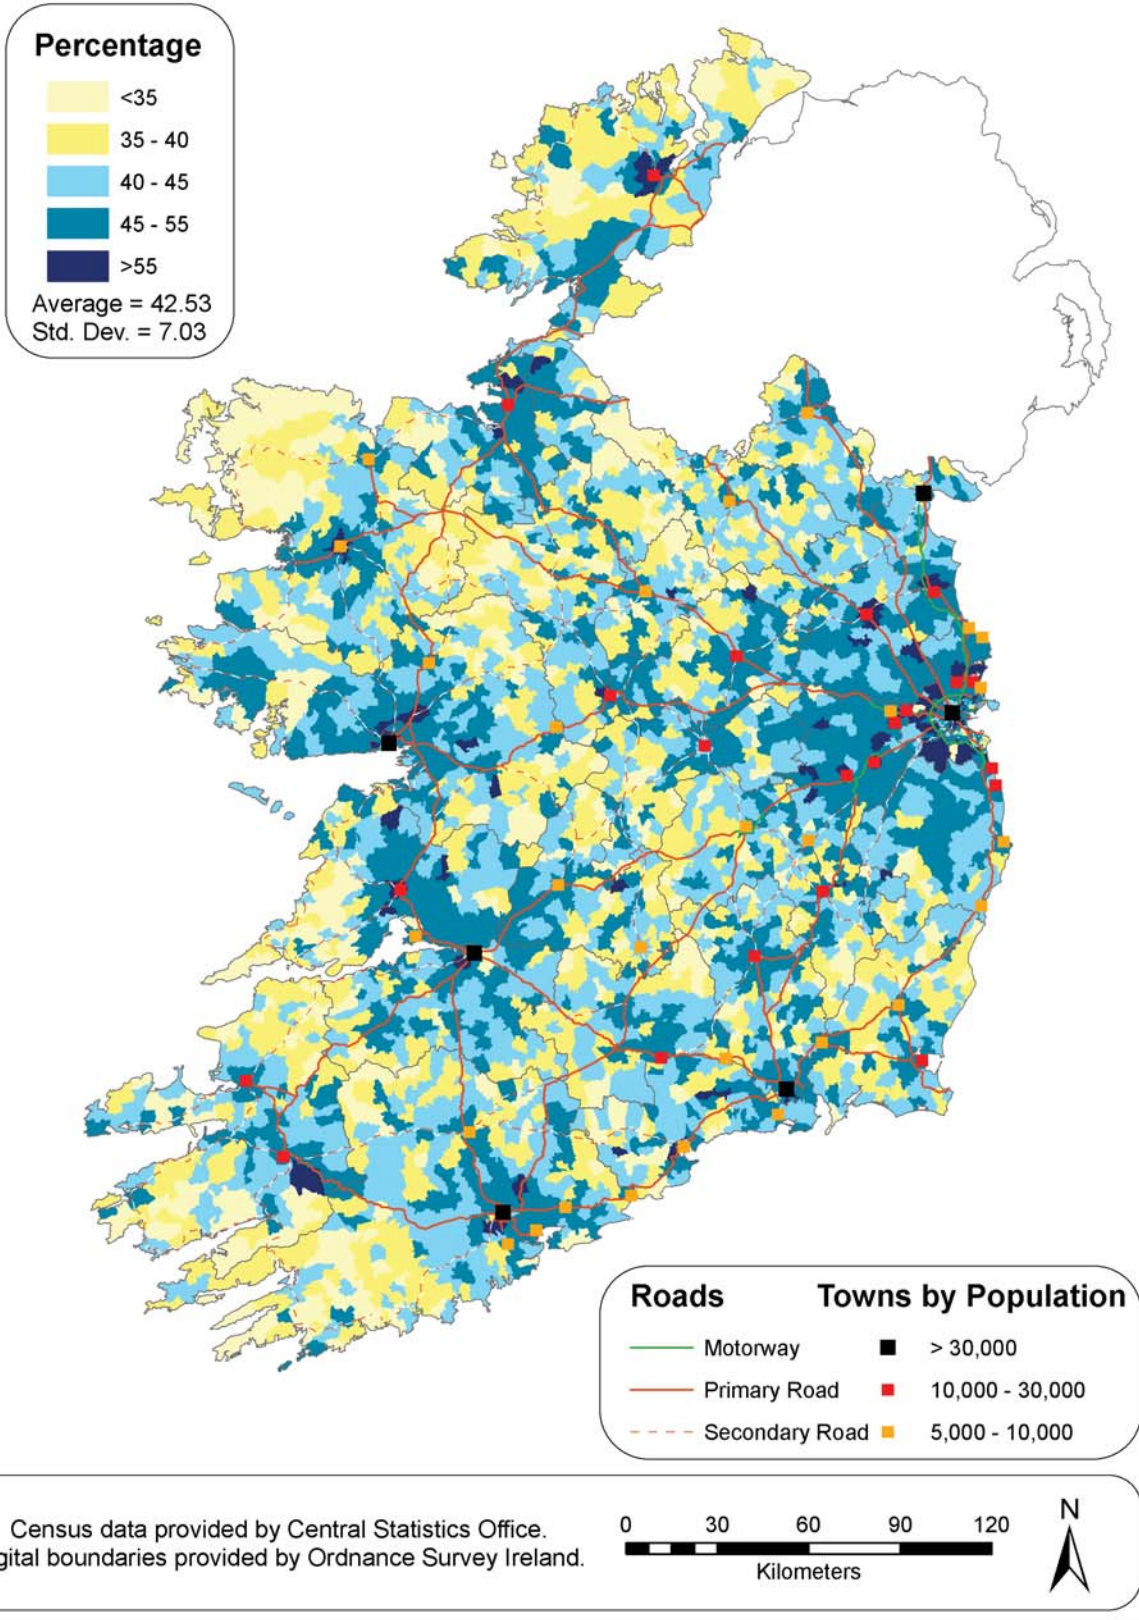 Percentage
<35
35 - 40
40 - 45
45 - 55
>55
Average = 42.53
Std. Dev. = 7.03
Roads Towns by Population
Motorway > 30,000
Primary Road 10,000 - 30,000
Secondary Road 5,000 - 10,000
Census data provided by Central Statistics Office.
gital boundaries provided by Ordnance Survey Ireland.
0 30 60 90 120
Kilometers
N